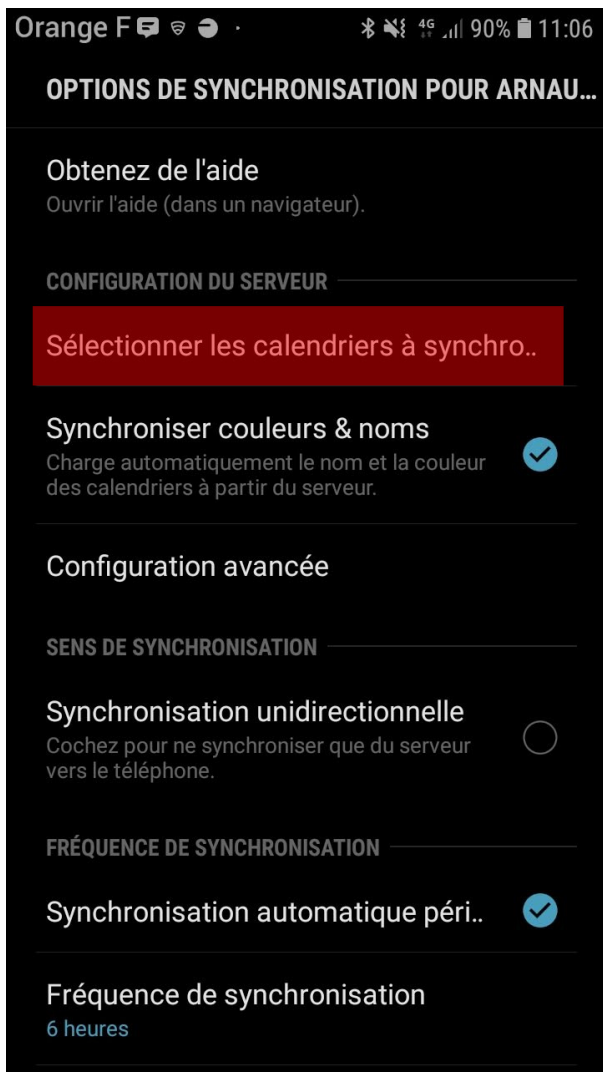 Orange F 4G 90% 11:06
OPTIONS DE SYNCHRONISATION POUR ARNAU...
Obtenez de l'aide
Ouvrir l'aide (dans un navigateur).
CONFIGURATION DU SERVEUR
Sélectionner les calendriers à synchro..
Synchroniser couleurs & noms
Charge automatiquement le nom et la couleur
des calendriers à partir du serveur.
Configuration avancée
SENS DE SYNCHRONISATION
Synchronisation unidirectionnelle
Cochez pour ne synchroniser que du serveur
vers le téléphone.
FRÉQUENCE DE SYNCHRONISATION
Synchronisation automatique péri..
Fréquence de synchronisation
6 heures